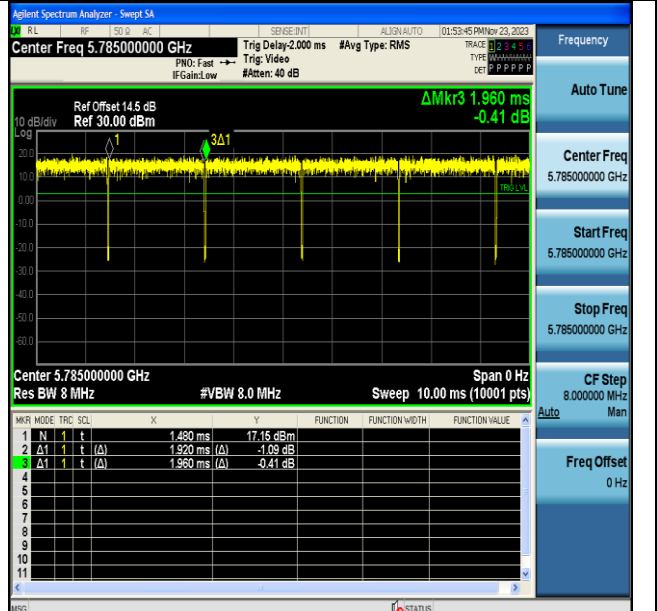 Agilent Spectrum Analyzer - Swept SA
RL RF 50 Ω AC SENSE:INT ALIGN AUTO 01:53:45 PM Nov 23, 2023
Center Freq 5.785000000 GHz Trig Delay-2.000 ms #Avg Type: RMS TRACE 1 2 3 4 5 6
PNO: Fast Trig: Video TYPE
IFGain:Low #Atten: 40 dB DET P P P P P P
Frequency
Auto Tune
Center Freq
5.785000000 GHz
Start Freq
5.785000000 GHz
Stop Freq
5.785000000 GHz
CF Step
8.000000 MHz
Auto Man
Freq Offset
0 Hz
ΔMkr3 1.960 ms
-0.41 dB
Ref Offset 14.5 dB
10 dB/div Ref 30.00 dBm
Log
1
3Δ1
20.0
10.0
TRIG LVL
0.00
-10.0
-20.0
-30.0
-40.0
-50.0
-60.0
Center 5.785000000 GHz Span 0 Hz
Res BW 8 MHz #VBW 8.0 MHz Sweep 10.00 ms (10001 pts)
MKR MODE TRC SCL X Y FUNCTION FUNCTION WIDTH FUNCTION VALUE
1 N 1 t 1.480 ms 17.15 dBm
2 Δ1 1 t (Δ) 1.920 ms (Δ) -1.09 dB
3 Δ1 1 t (Δ) 1.960 ms (Δ) -0.41 dB
4
5
6
7
8
9
10
11
MSG STATUS